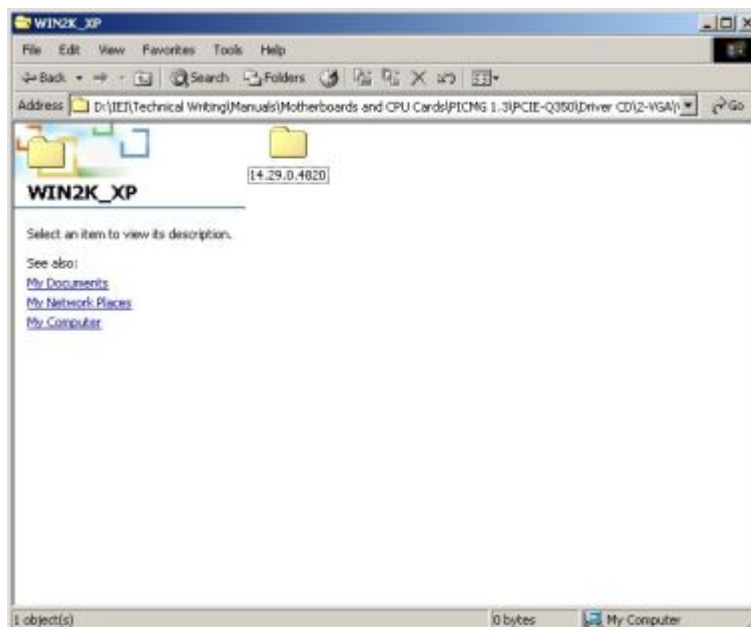 WIN2K_XP
File Edit View Favorites Tools Help
Back Search Folders
Address D:\IEI\Technical Writing\Manuals\Motherboards and CPU Cards\PICMG 1.3\PCIE-Q350\Driver CD\2-VGA\ Go
14.29.0.4820
WIN2K_XP
Select an item to view its description.
See also:
My Documents
My Network Places
My Computer
1 object(s) 0 bytes My Computer